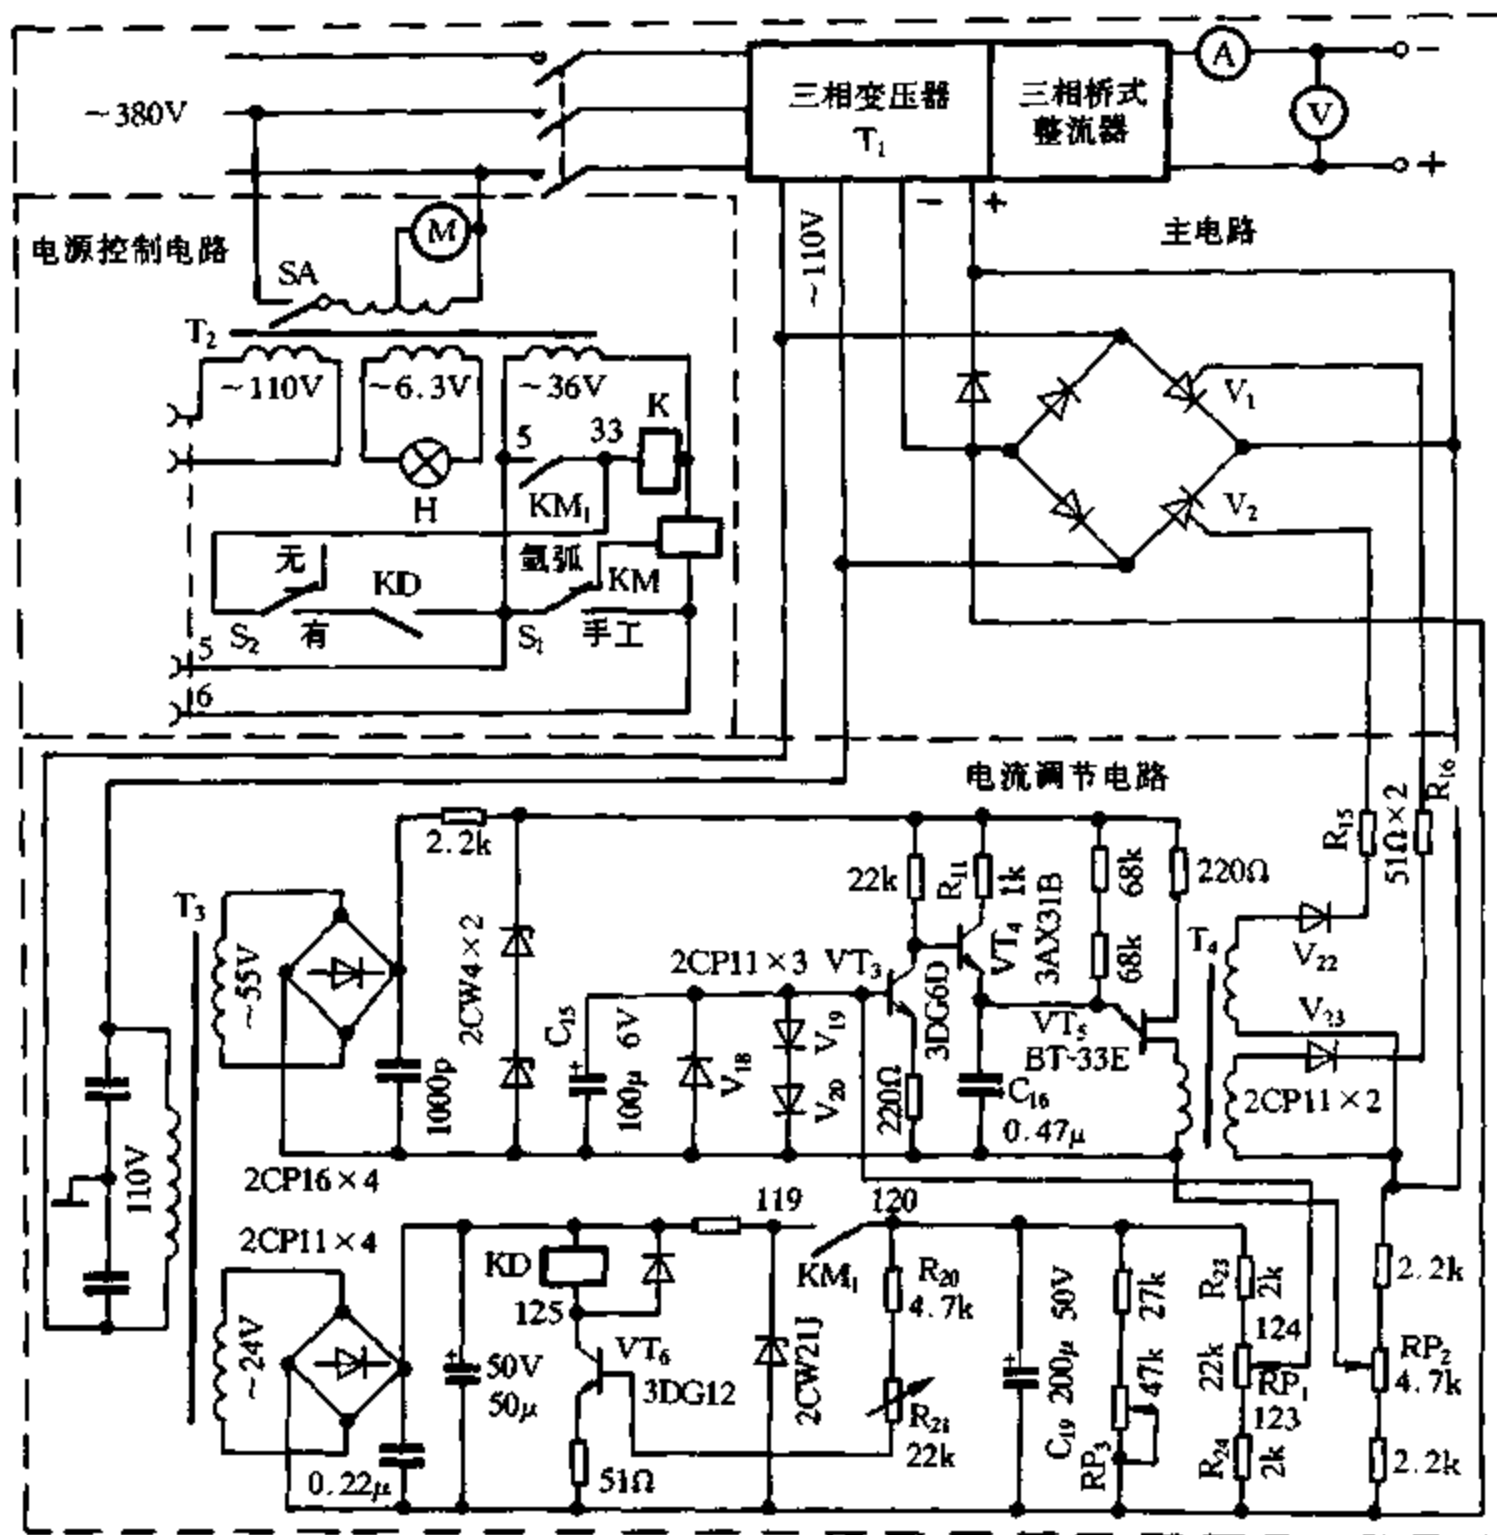 ~380V
三相变压器
T₁
三相桥式
整流器
A
V
−
+
−
+
~110V
主电路
电源控制电路
M
SA
T₂
~110V
~6.3V
~36V
H
5
33
K
KM₁
无
KD
氩弧
KM
S₂
有
S₁
手工
5
6
V₁
V₂
电流调节电路
R₁₅
51Ω×2
R₁₆
2.2k
T₃
~55V
1000p
2CW4×2
C₁₅
6V
100μ
2CP11×3
V₁₈
V₁₉
V₂₀
VT₃
3DG6D
22k
R₁₁
1k
VT₄
3AX31B
68k
68k
220Ω
220Ω
VT₅
BT-33E
C₁₆
0.47μ
T₄
V₂₂
V₂₃
2CP11×2
110V
2CP16×4
2CP11×4
~24V
0.22μ
50V
50μ
KD
125
VT₆
3DG12
51Ω
119
120
KM₁
2CW21J
R₂₀
4.7k
R₂₁
22k
50V
200μ
C₁₉
27k
47k
RP₃
R₂₃
2k
124
22k
RP₁
123
R₂₄
2k
2.2k
RP₂
4.7k
2.2k